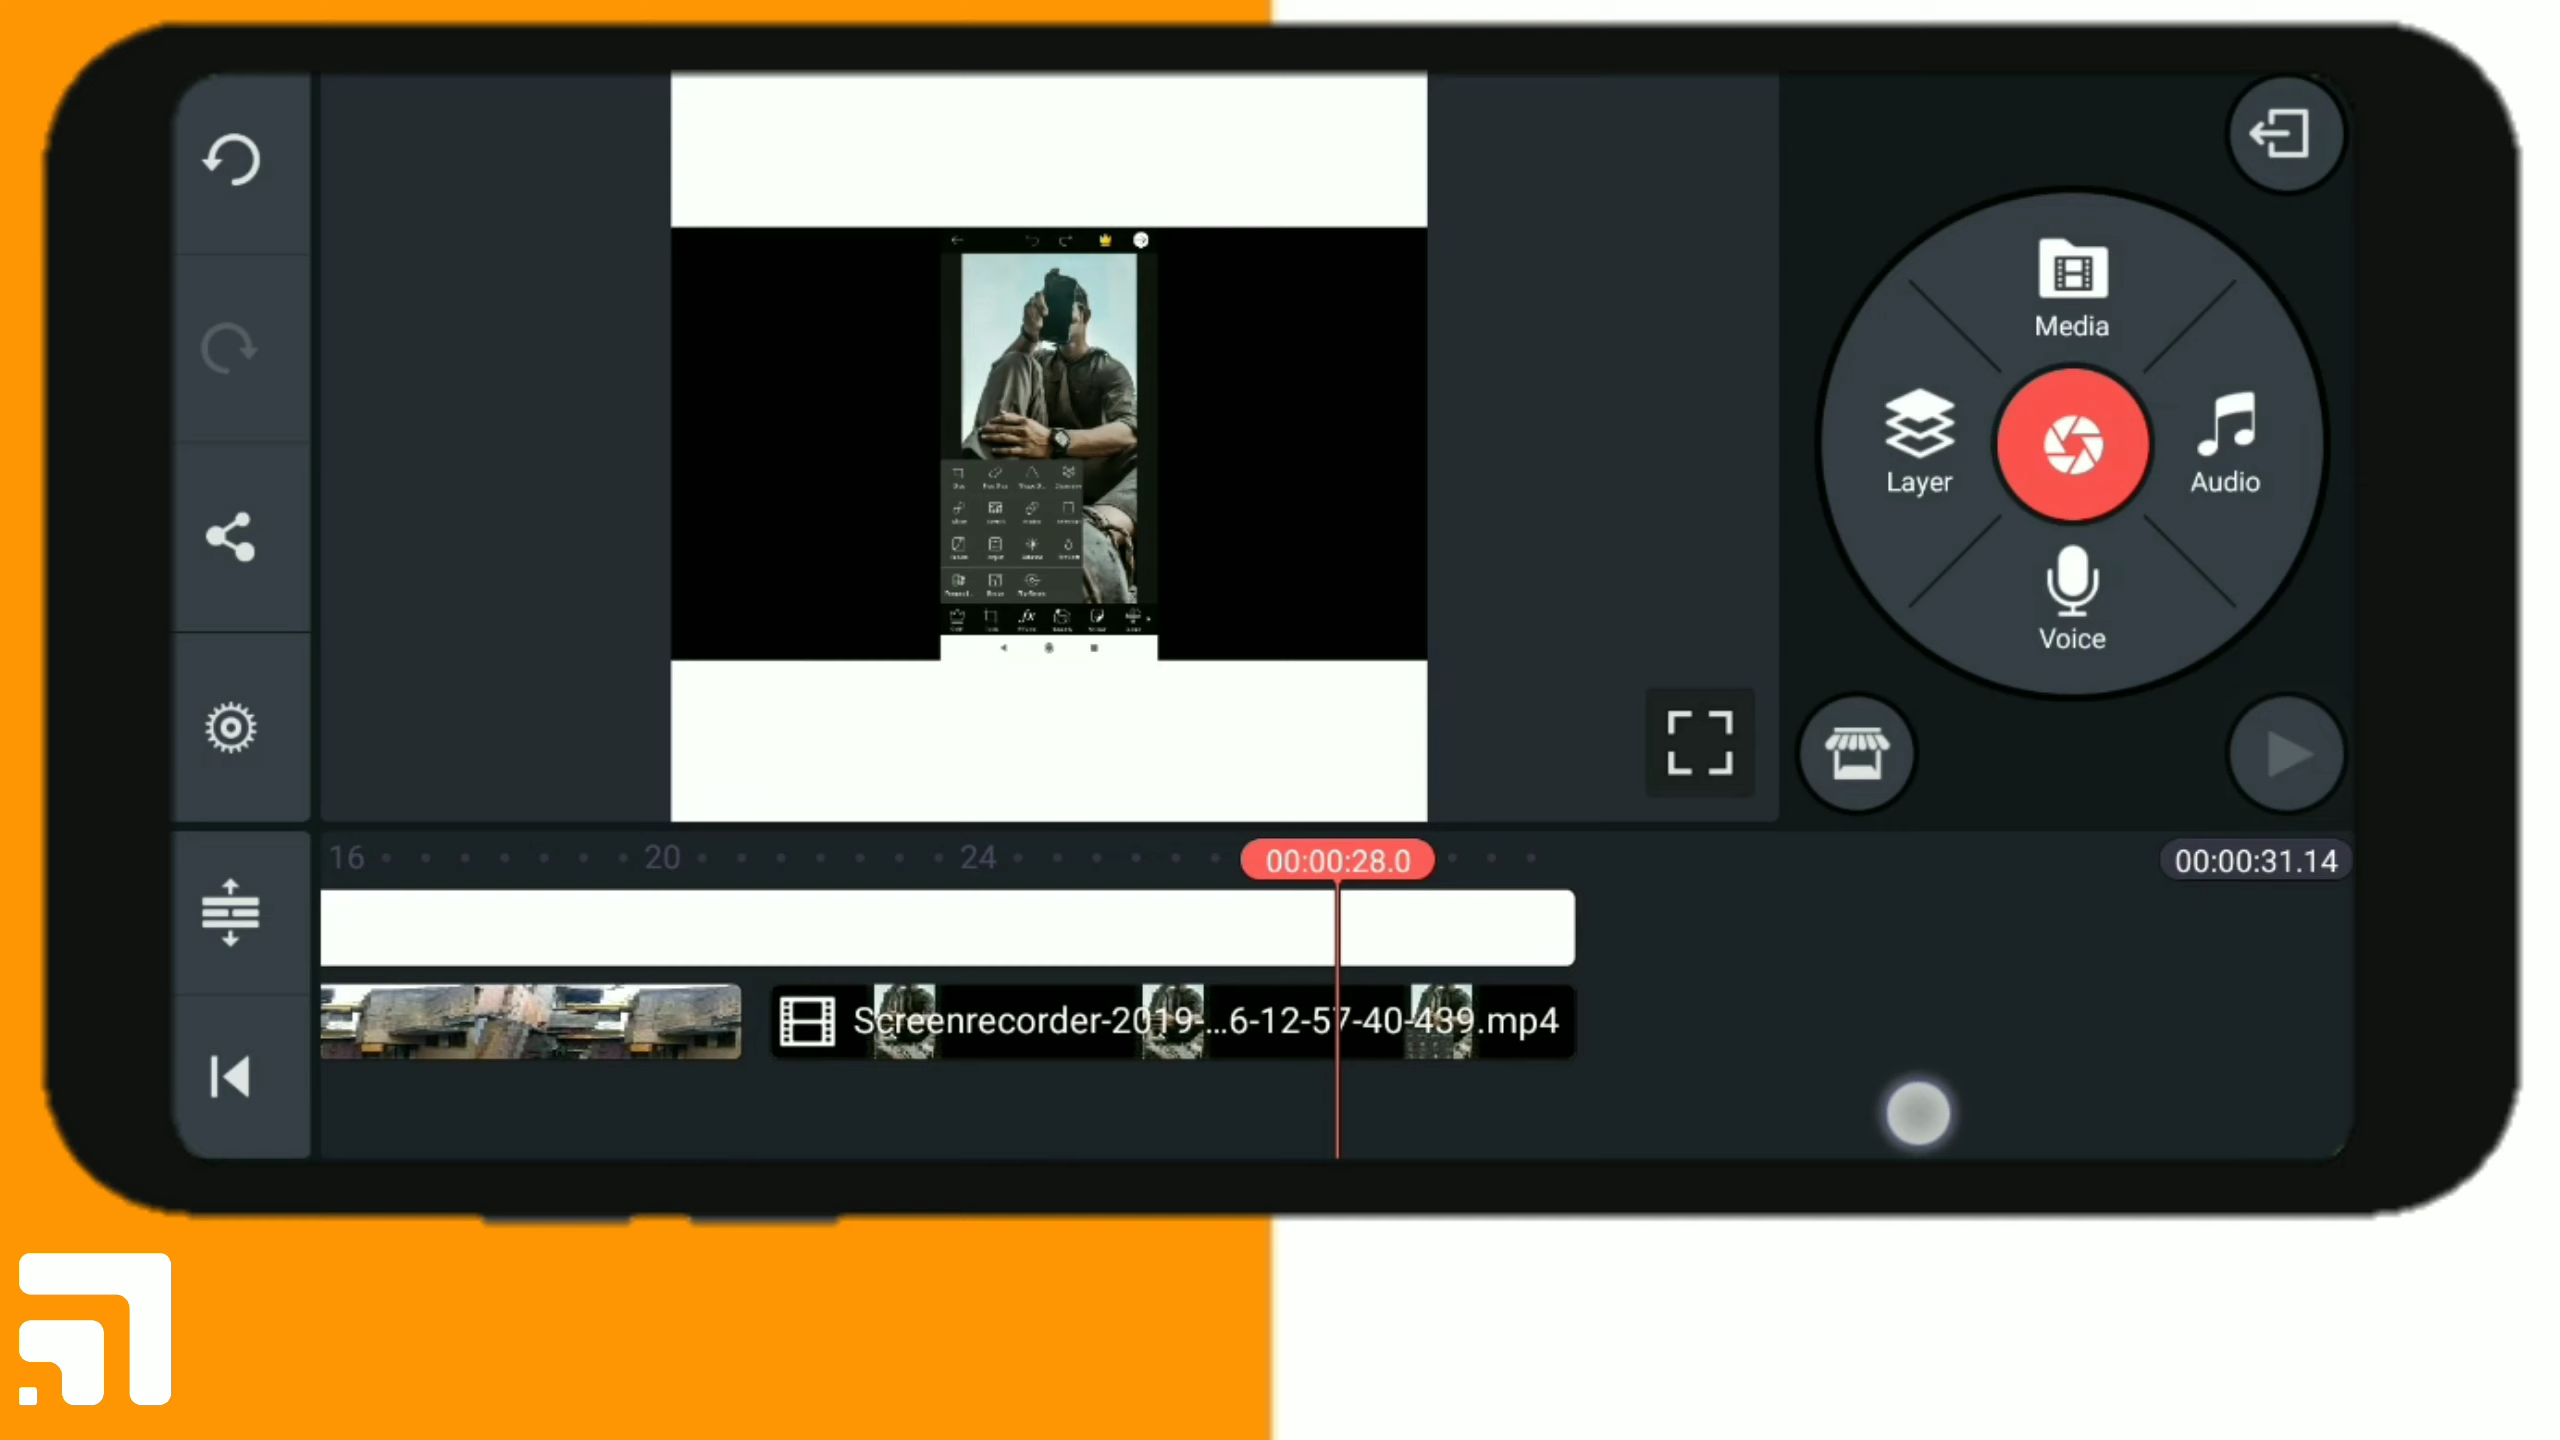 Media
Layer
Audio
Voice
16
20
24
00:00:28.0
00:00:31.14
Screenrecorder-2019-...6-12-57-40-439.mp4